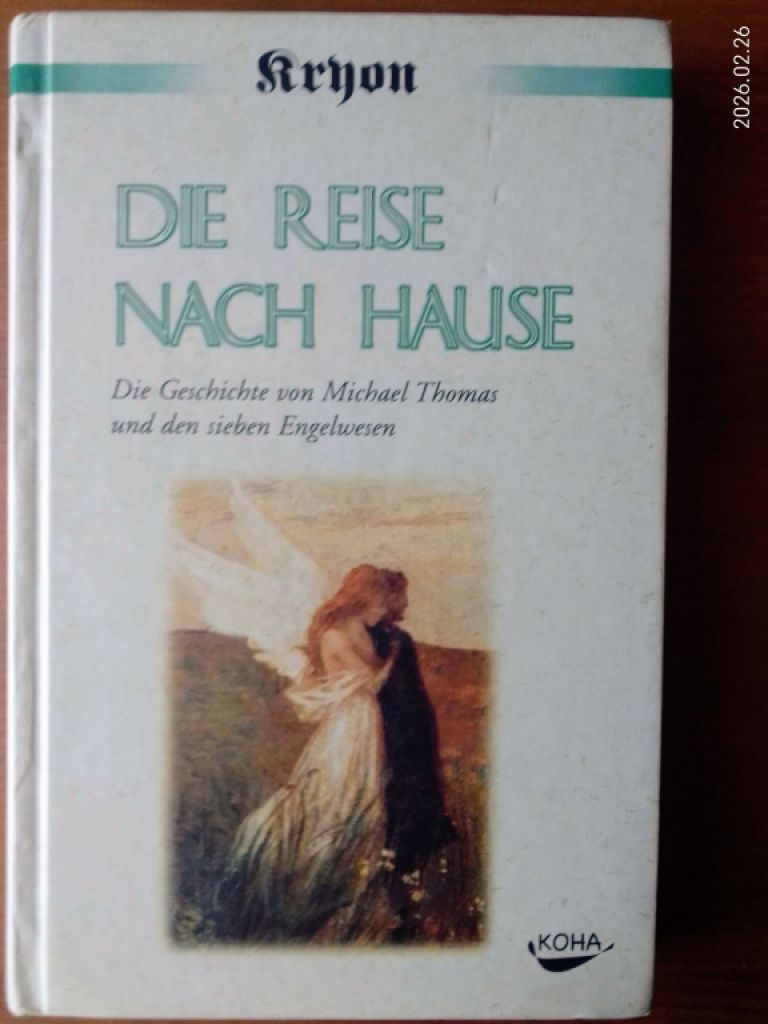 Kryon
DIE REISE
NACH HAUSE
Die Geschichte von Michael Thomas
und den sieben Engelwesen
KOHA
2026.02.26